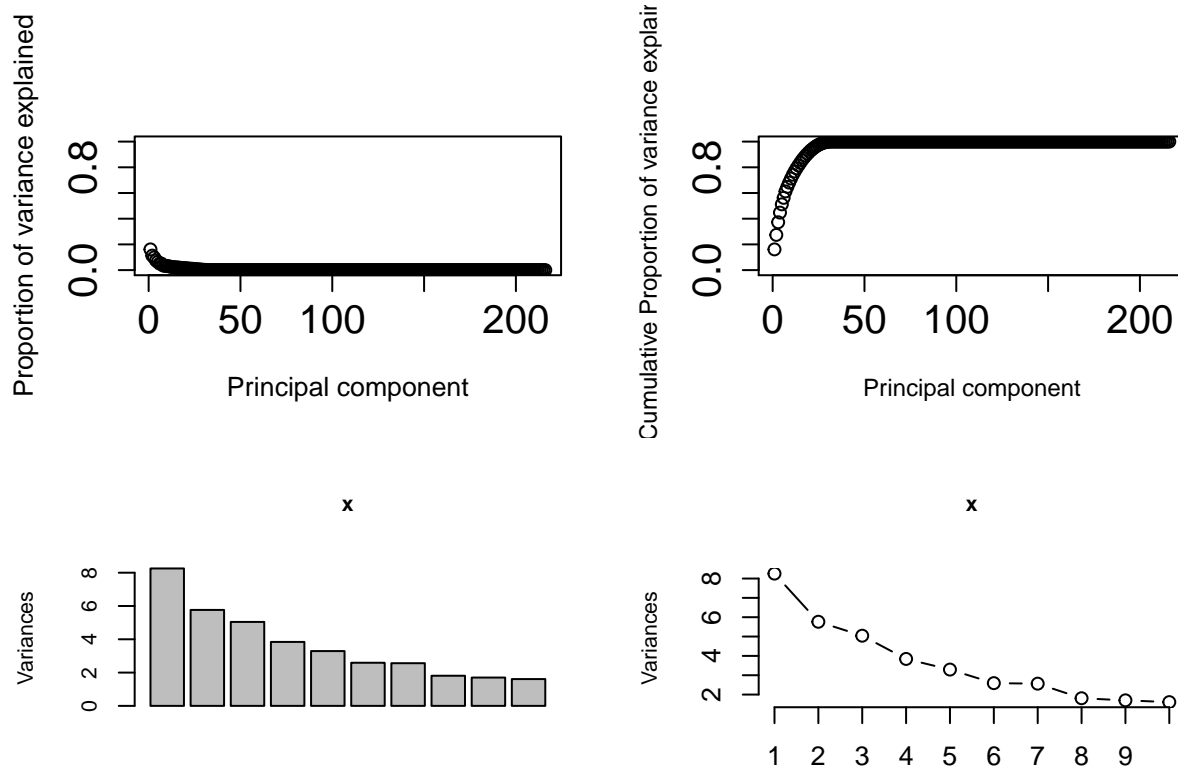 Proportion of variance explained
0.0 0.8
0 50 100 200
Principal component
Cumulative Proportion of variance explai
0.0 0.8
0 50 100 200
Principal component
x
Variances
0 2 4 6 8
x
Variances
2 4 6 8
1 2 3 4 5 6 7 8 9